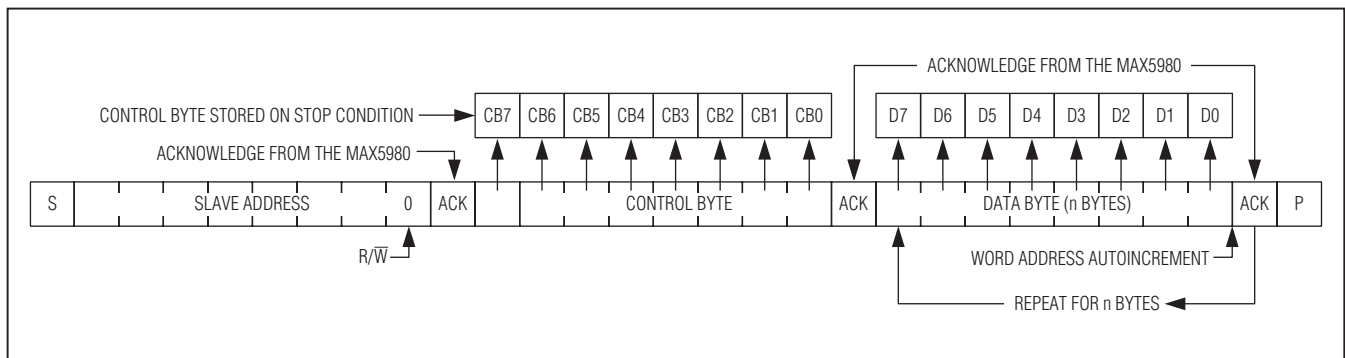 ACKNOWLEDGE FROM THE MAX5980
CONTROL BYTE STORED ON STOP CONDITION
CB7 CB6 CB5 CB4 CB3 CB2 CB1 CB0
D7 D6 D5 D4 D3 D2 D1 D0
ACKNOWLEDGE FROM THE MAX5980
S SLAVE ADDRESS 0 ACK CONTROL BYTE ACK DATA BYTE (n BYTES) ACK P
R/W̅
WORD ADDRESS AUTOINCREMENT
REPEAT FOR n BYTES